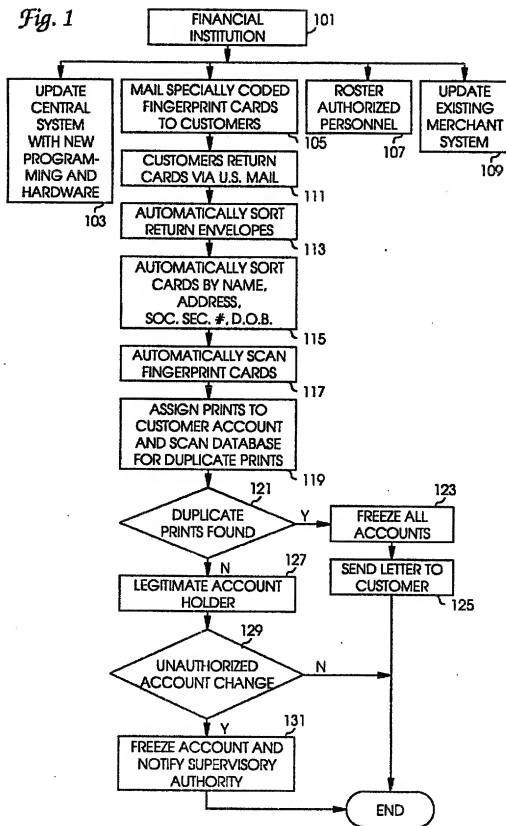 Fig. 1
FINANCIAL
INSTITUTION
101
UPDATE
CENTRAL
SYSTEM
WITH NEW
PROGRAM-
MING AND
HARDWARE
103
MAIL SPECIALLY CODED
FINGERPRINT CARDS
TO CUSTOMERS
105
ROSTER
AUTHORIZED
PERSONNEL
107
UPDATE
EXISTING
MERCHANT
SYSTEM
109
CUSTOMERS RETURN
CARDS VIA U.S. MAIL
111
AUTOMATICALLY SORT
RETURN ENVELOPES
113
AUTOMATICALLY SORT
CARDS BY NAME,
ADDRESS,
SOC. SEC. #, D.O.B.
115
AUTOMATICALLY SCAN
FINGERPRINT CARDS
117
ASSIGN PRINTS TO
CUSTOMER ACCOUNT
AND SCAN DATABASE
FOR DUPLICATE PRINTS
119
121
DUPLICATE
PRINTS FOUND
Y
N
123
FREEZE ALL
ACCOUNTS
SEND LETTER TO
CUSTOMER
125
127
LEGITIMATE ACCOUNT
HOLDER
129
UNAUTHORIZED
ACCOUNT CHANGE
N
Y
131
FREEZE ACCOUNT AND
NOTIFY SUPERVISORY
AUTHORITY
END